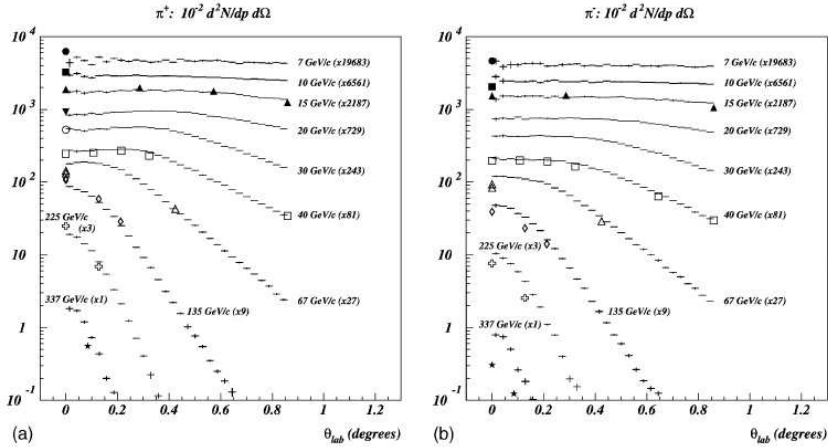 π⁺: 10⁻² d²N/dp dΩ
10⁴
7 GeV/c (x19683)
10 GeV/c (x6561)
10³
15 GeV/c (x2187)
20 GeV/c (x729)
30 GeV/c (x243)
10²
40 GeV/c (x81)
225 GeV/c
(x3)
10
337 GeV/c (x1)
135 GeV/c (x9)
67 GeV/c (x27)
1
10⁻¹
0 0.2 0.4 0.6 0.8 1 1.2
(a)
θlab (degrees)
π⁻: 10⁻² d²N/dp dΩ
10⁴
7 GeV/c (x19683)
10 GeV/c (x6561)
10³
15 GeV/c (x2187)
20 GeV/c (x729)
30 GeV/c (x243)
10²
40 GeV/c (x81)
225 GeV/c
(x3)
10
337 GeV/c (x1)
135 GeV/c (x9)
67 GeV/c (x27)
1
10⁻¹
0 0.2 0.4 0.6 0.8 1 1.2
(b)
θlab (degrees)